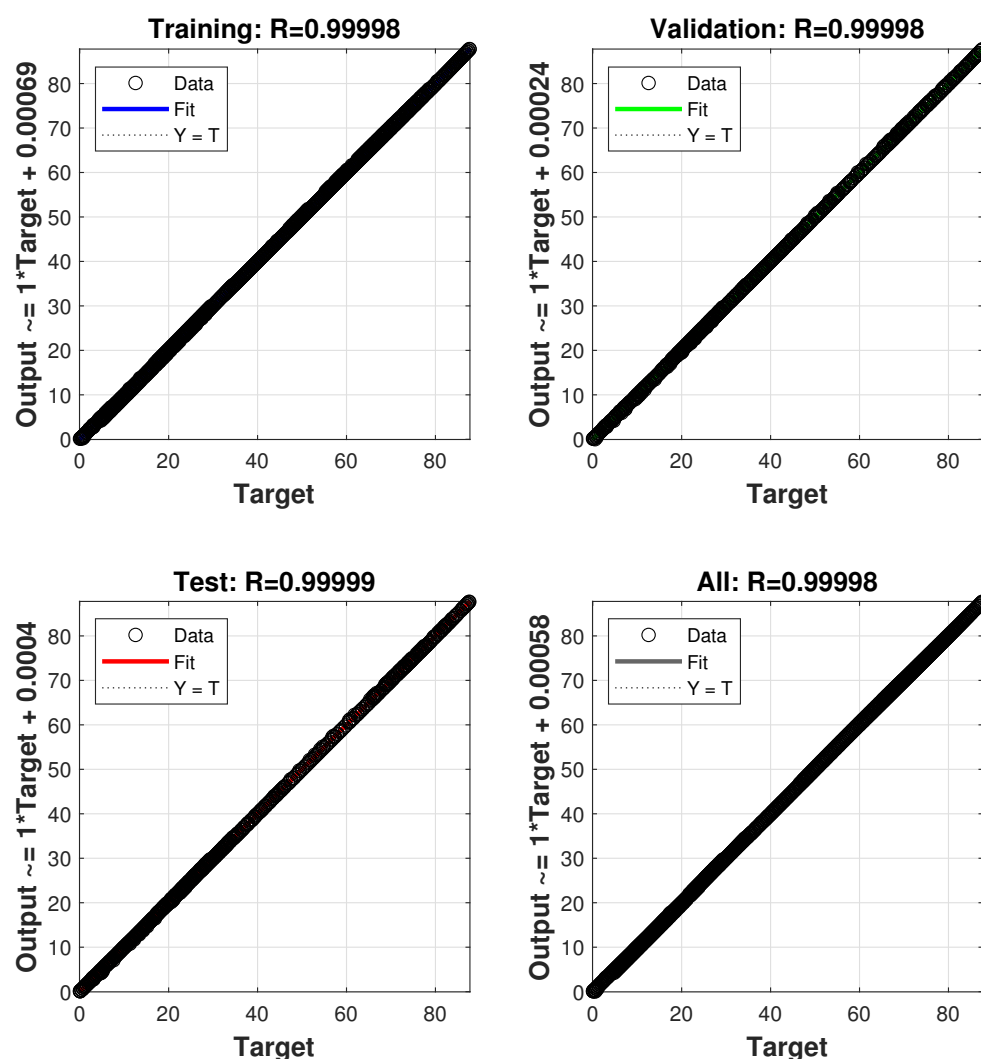 Training: R=0.99998
Output ~= 1*Target + 0.00069
Data
Fit
Y = T
80
70
60
50
40
30
20
10
0
0 20 40 60 80
Target
Validation: R=0.99998
Output ~= 1*Target + 0.00024
Data
Fit
Y = T
80
70
60
50
40
30
20
10
0
0 20 40 60 80
Target
Test: R=0.99999
Output ~= 1*Target + 0.0004
Data
Fit
Y = T
80
70
60
50
40
30
20
10
0
0 20 40 60 80
Target
All: R=0.99998
Output ~= 1*Target + 0.00058
Data
Fit
Y = T
80
70
60
50
40
30
20
10
0
0 20 40 60 80
Target